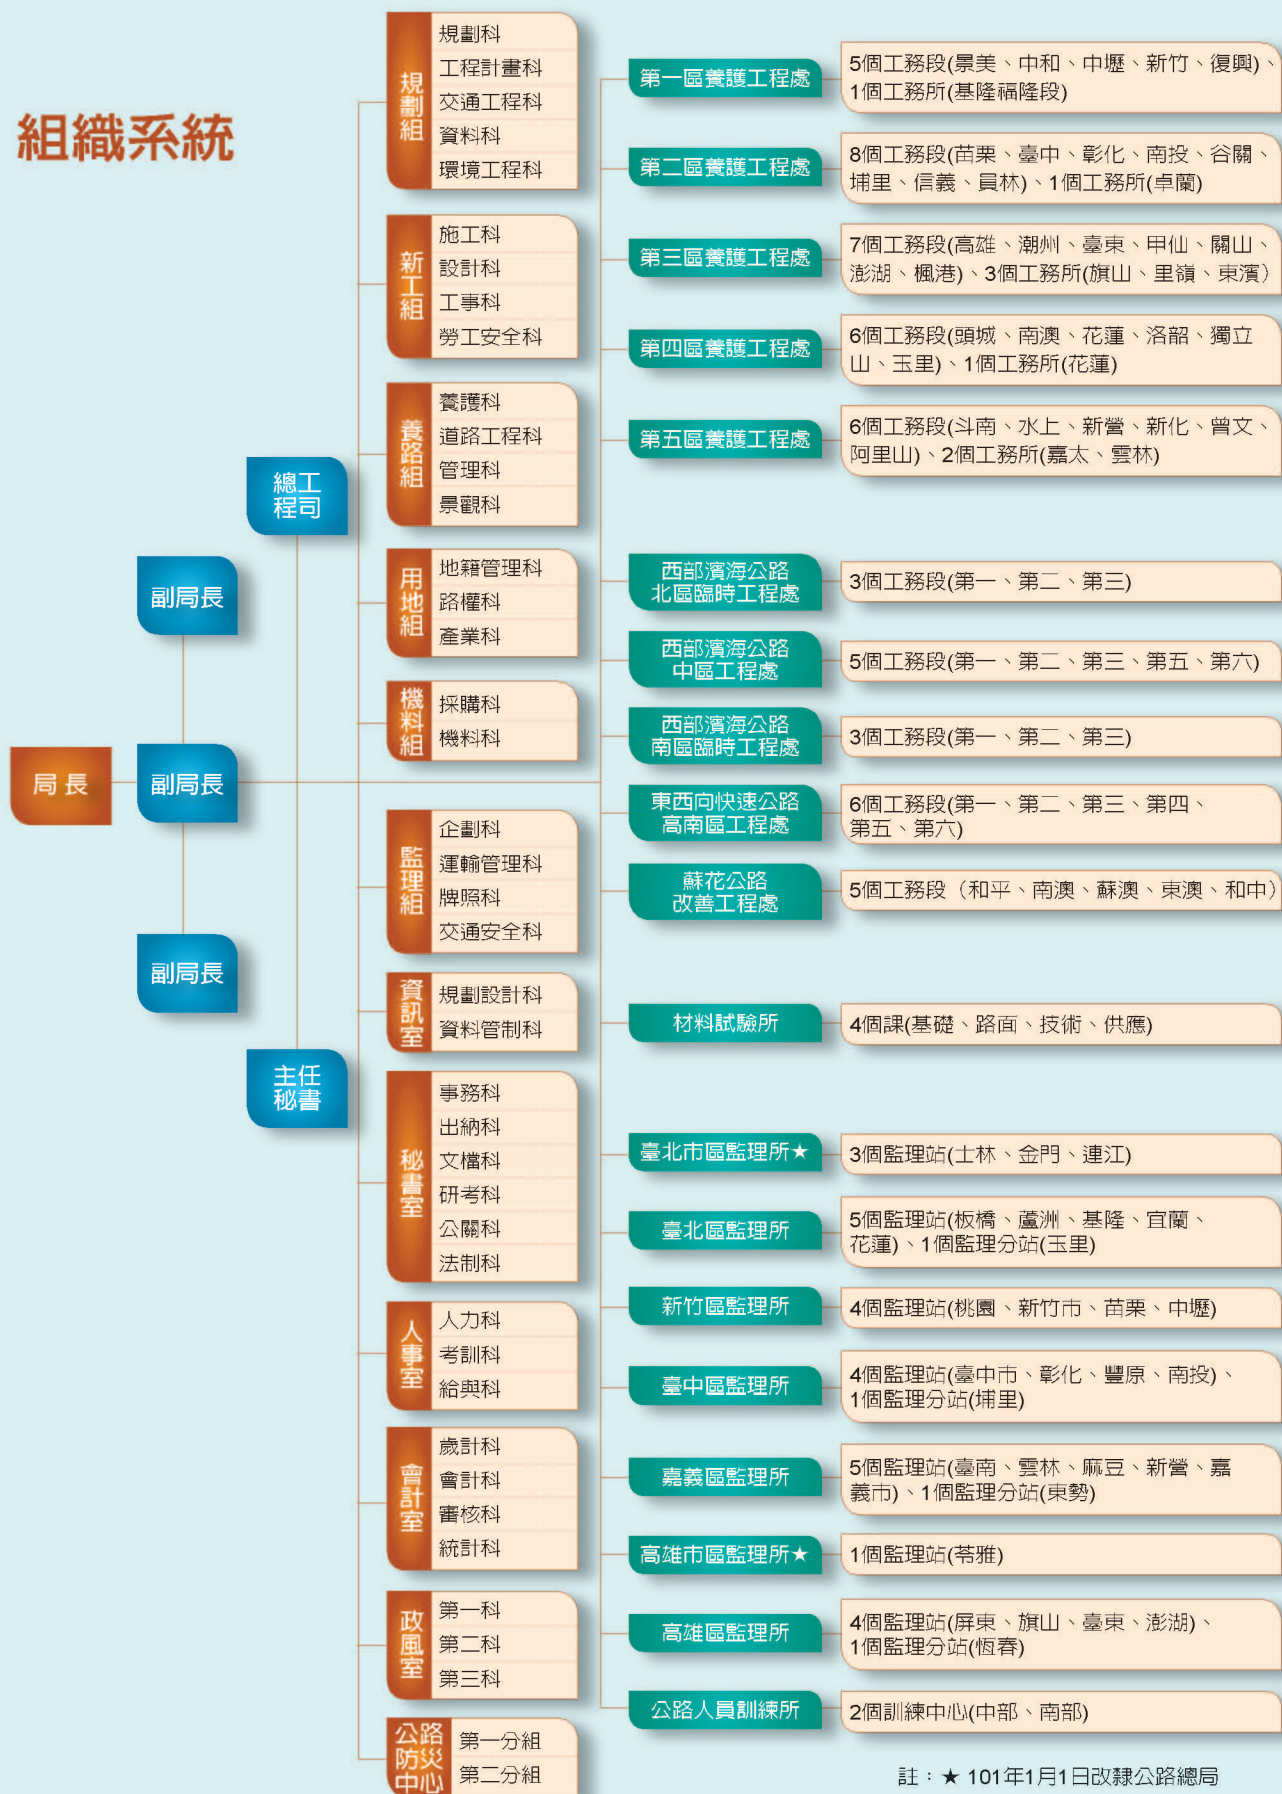 組織系統
局長
副局長
副局長
副局長
總工
程司
主任
秘書
規劃組
規劃科
工程計畫科
交通工程科
資料科
環境工程科
新工組
施工科
設計科
工事科
勞工安全科
養路組
養護科
道路工程科
管理科
景觀科
用地組
地籍管理科
路權科
產業科
機料組
採購科
機料科
監理組
企劃科
運輸管理科
牌照科
交通安全科
資訊室
規劃設計科
資料管制科
秘書室
事務科
出納科
文檔科
研考科
公關科
法制科
人事室
人力科
考訓科
給與科
會計室
歲計科
會計科
審核科
統計科
政風室
第一科
第二科
第三科
公路
防災
中心
第一分組
第二分組
第一區養護工程處
5個工務段(景美、中和、中壢、新竹、復興)、
1個工務所(基隆福隆段)
第二區養護工程處
8個工務段(苗栗、臺中、彰化、南投、谷關、
埔里、信義、員林)、1個工務所(卓蘭)
第三區養護工程處
7個工務段(高雄、潮州、臺東、甲仙、關山、
澎湖、楓港)、3個工務所(旗山、里嶺、東濱）
第四區養護工程處
6個工務段(頭城、南澳、花蓮、洛韶、獨立
山、玉里)、1個工務所(花蓮)
第五區養護工程處
6個工務段(斗南、水上、新營、新化、曾文、
阿里山)、2個工務所(嘉太、雲林)
西部濱海公路
北區臨時工程處
3個工務段(第一、第二、第三)
西部濱海公路
中區工程處
5個工務段(第一、第二、第三、第五、第六)
西部濱海公路
南區臨時工程處
3個工務段(第一、第二、第三)
東西向快速公路
高南區工程處
6個工務段(第一、第二、第三、第四、
第五、第六)
蘇花公路
改善工程處
5個工務段（和平、南澳、蘇澳、東澳、和中）
材料試驗所
4個課(基礎、路面、技術、供應)
臺北市區監理所★
3個監理站(士林、金門、連江)
臺北區監理所
5個監理站(板橋、蘆洲、基隆、宜蘭、
花蓮)、1個監理分站(玉里)
新竹區監理所
4個監理站(桃園、新竹市、苗栗、中壢)
臺中區監理所
4個監理站(臺中市、彰化、豐原、南投)、
1個監理分站(埔里)
嘉義區監理所
5個監理站(臺南、雲林、麻豆、新營、嘉
義市)、1個監理分站(東勢)
高雄市區監理所★
1個監理站(苓雅)
高雄區監理所
4個監理站(屏東、旗山、臺東、澎湖)、
1個監理分站(恆春)
公路人員訓練所
2個訓練中心(中部、南部)
註：★ 101年1月1日改隸公路總局